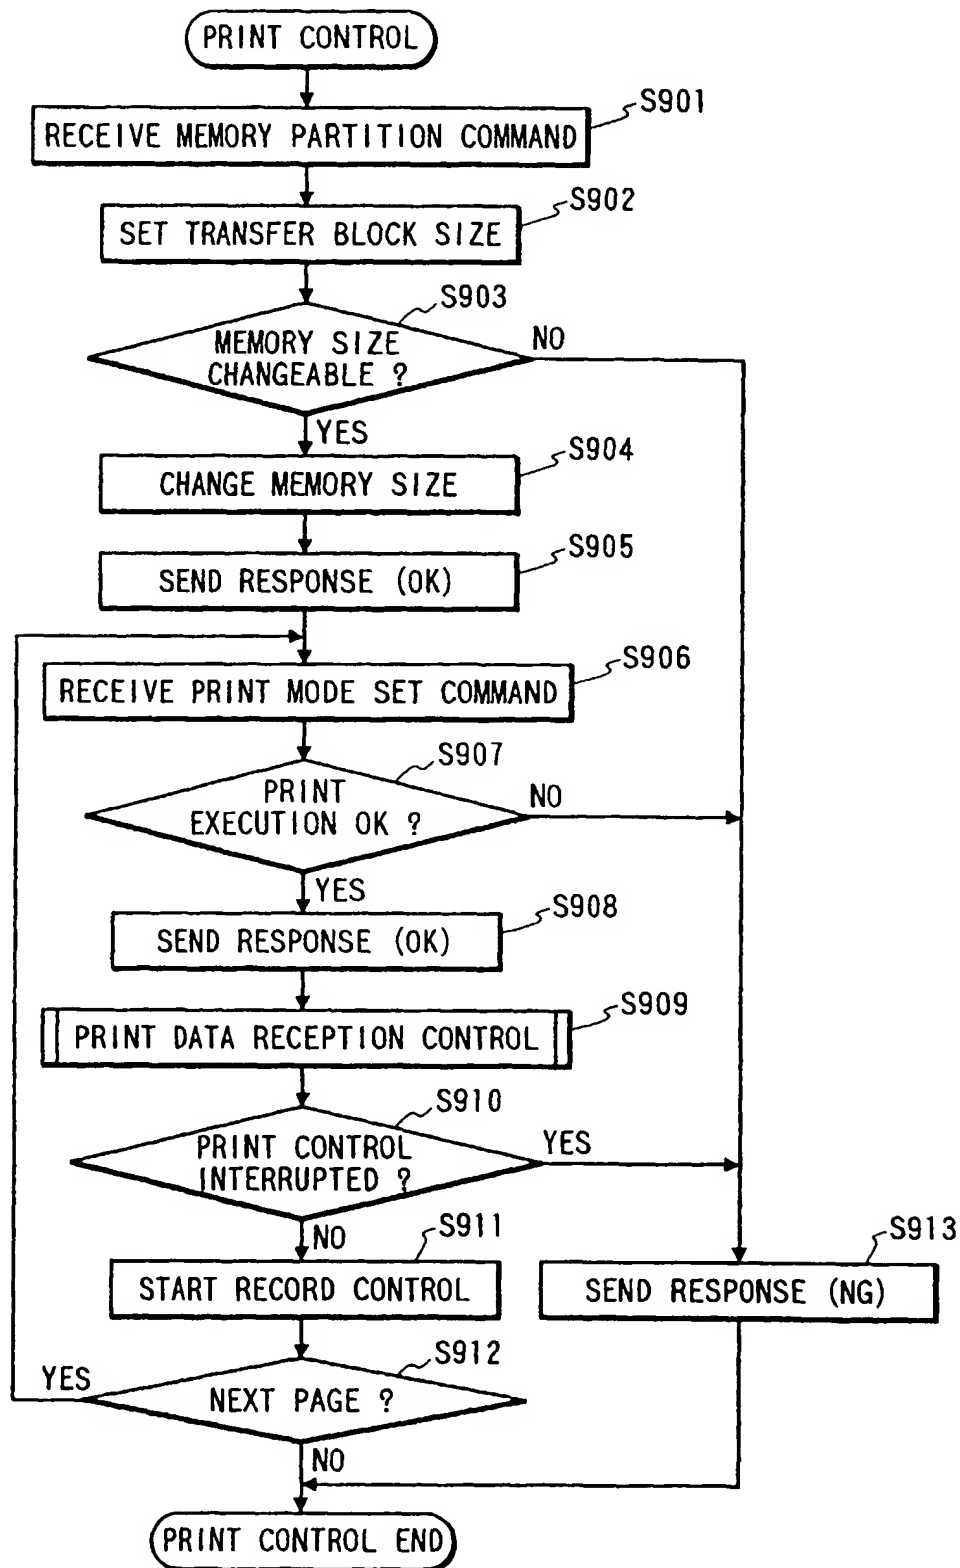 PRINT CONTROL
S901
RECEIVE MEMORY PARTITION COMMAND
S902
SET TRANSFER BLOCK SIZE
S903
MEMORY SIZE
CHANGEABLE ?
NO
YES
S904
CHANGE MEMORY SIZE
S905
SEND RESPONSE (OK)
S906
RECEIVE PRINT MODE SET COMMAND
S907
PRINT
EXECUTION OK ?
NO
YES
S908
SEND RESPONSE (OK)
S909
PRINT DATA RECEPTION CONTROL
S910
PRINT CONTROL
INTERRUPTED ?
YES
NO
S911
START RECORD CONTROL
S913
SEND RESPONSE (NG)
S912
YES
NEXT PAGE ?
NO
PRINT CONTROL END